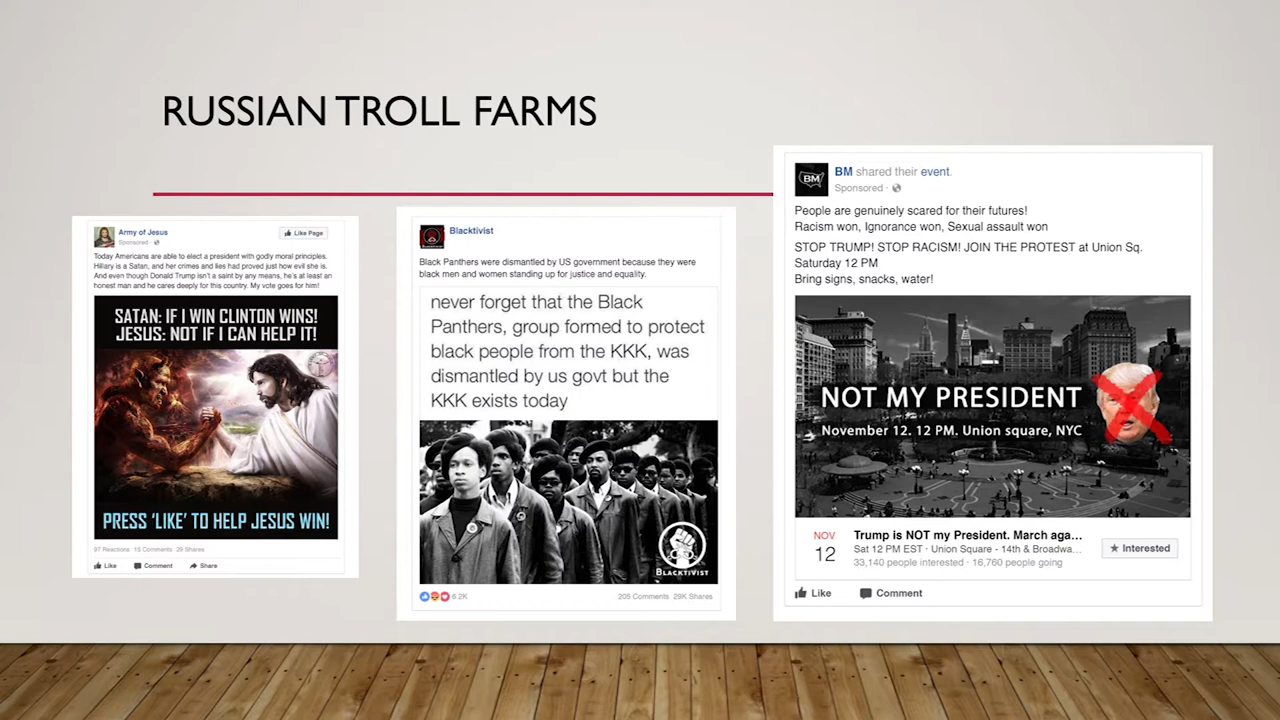 RUSSIAN TROLL FARMS
Army of Jesus
Sponsored ·
Like Page
Today Americans are able to elect a president with godly moral principles.
Hillary is a Satan, and her crimes and lies had proved just how evil she is.
And even though Donald Trump isn't a saint by any means, he's at least an
honest man and he cares deeply for this country. My vote goes for him!
SATAN: IF I WIN CLINTON WINS!
JESUS: NOT IF I CAN HELP IT!
PRESS 'LIKE' TO HELP JESUS WIN!
97 Reactions 15 Comments 29 Shares
Like Comment Share
Blacktivist
Black Panthers were dismantled by US government because they were
black men and women standing up for justice and equality.
never forget that the Black
Panthers, group formed to protect
black people from the KKK, was
dismantled by us govt but the
KKK exists today
BLACKTIVIST
6.2K 205 Comments 29K Shares
BM
BM shared their event.
Sponsored ·
People are genuinely scared for their futures!
Racism won, Ignorance won, Sexual assault won
STOP TRUMP! STOP RACISM! JOIN THE PROTEST at Union Sq.
Saturday 12 PM
Bring signs, snacks, water!
NOT MY PRESIDENT
November 12. 12 PM. Union square, NYC
NOV
12
Trump is NOT my President. March aga...
Sat 12 PM EST · Union Square - 14th & Broadwa...
33,140 people interested · 16,760 people going
Interested
Like Comment